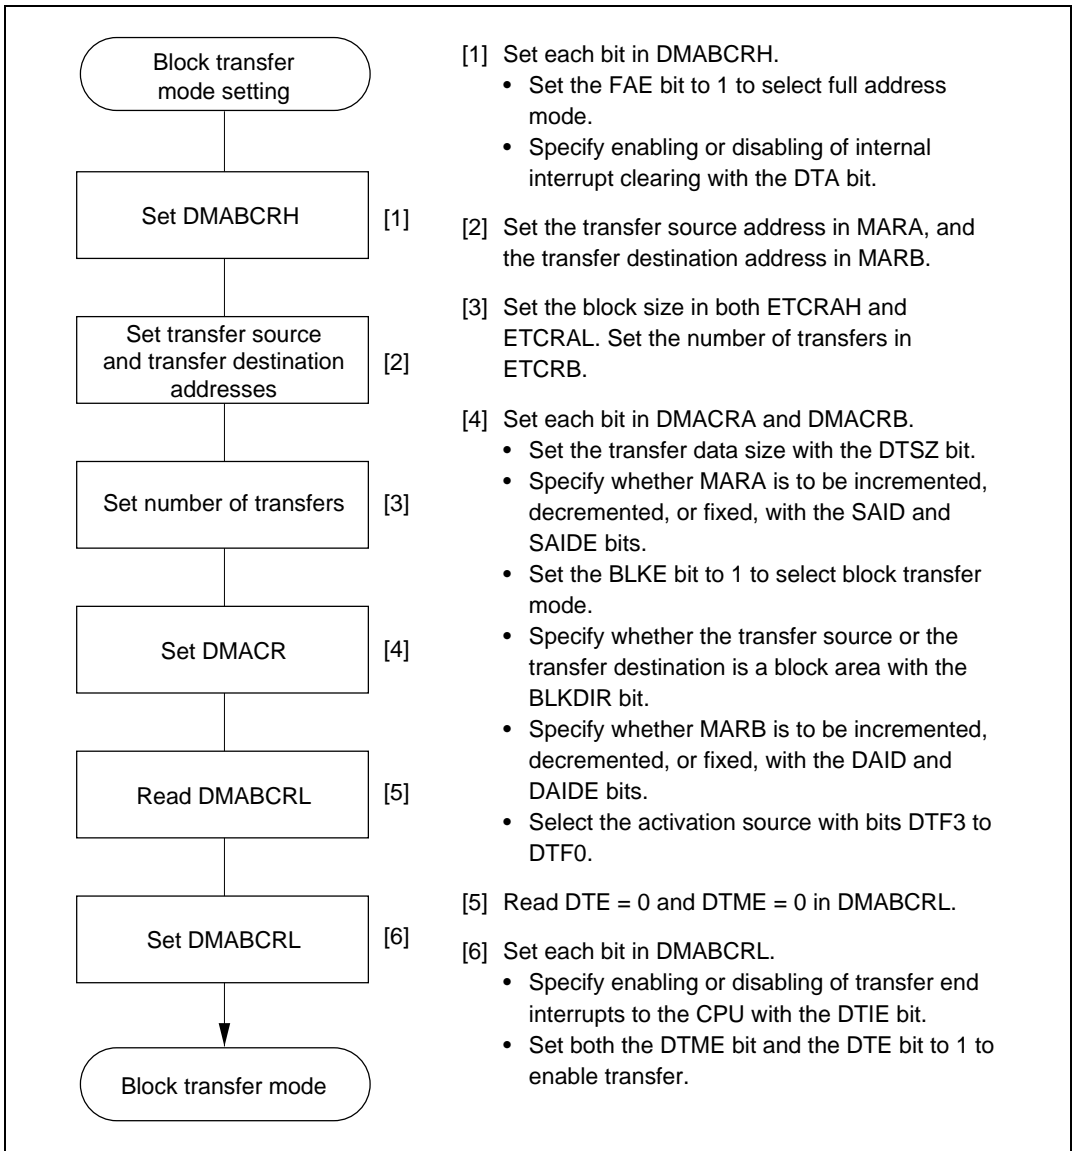 Block transfer
mode setting
Set DMABCRH [1]
Set transfer source
and transfer destination
addresses
[2]
Set number of transfers [3]
Set DMACR [4]
Read DMABCRL [5]
Set DMABCRL [6]
Block transfer mode
[1] Set each bit in DMABCRH.
• Set the FAE bit to 1 to select full address
mode.
• Specify enabling or disabling of internal
interrupt clearing with the DTA bit.
[2] Set the transfer source address in MARA, and
the transfer destination address in MARB.
[3] Set the block size in both ETCRAH and
ETCRAL. Set the number of transfers in
ETCRB.
[4] Set each bit in DMACRA and DMACRB.
• Set the transfer data size with the DTSZ bit.
• Specify whether MARA is to be incremented,
decremented, or fixed, with the SAID and
SAIDE bits.
• Set the BLKE bit to 1 to select block transfer
mode.
• Specify whether the transfer source or the
transfer destination is a block area with the
BLKDIR bit.
• Specify whether MARB is to be incremented,
decremented, or fixed, with the DAID and
DAIDE bits.
• Select the activation source with bits DTF3 to
DTF0.
[5] Read DTE = 0 and DTME = 0 in DMABCRL.
[6] Set each bit in DMABCRL.
• Specify enabling or disabling of transfer end
interrupts to the CPU with the DTIE bit.
• Set both the DTME bit and the DTE bit to 1 to
enable transfer.